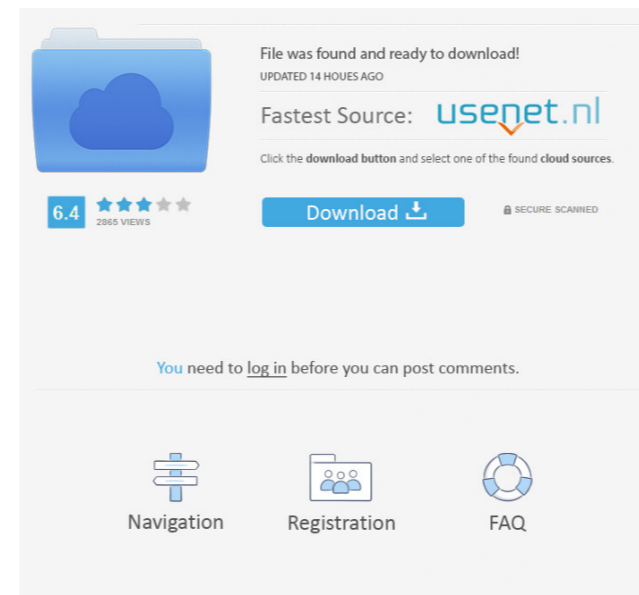 File was found and ready to download!
UPDATED 14 HOUES AGO
Fastest Source: usenet.nl
Click the download button and select one of the found cloud sources.
6.4
2865 VIEWS
Download
SECURE SCANNED
You need to log in before you can post comments.
Navigation
Registration
FAQ